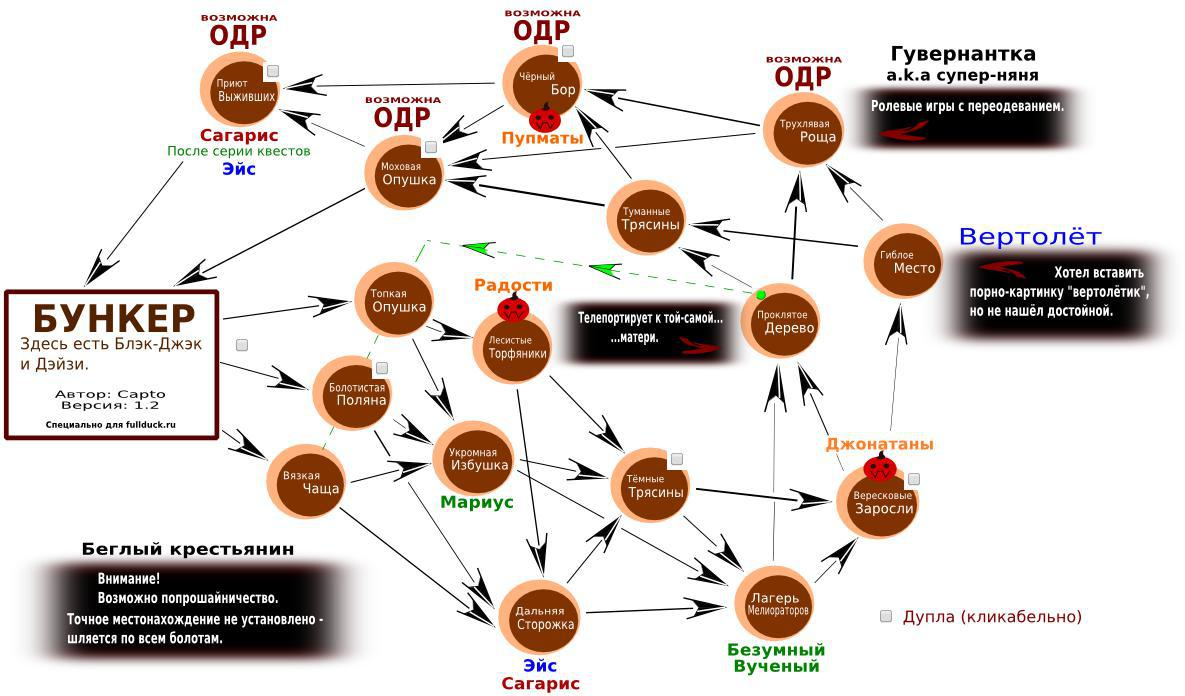 ВОЗМОЖНА
ОДР
Приют
Выживших
Сагарис
После серии квестов
Эйс
ВОЗМОЖНА
ОДР
Чёрный
Бор
Пупматы
ВОЗМОЖНА
ОДР
Моховая
Опушка
ВОЗМОЖНА
ОДР
Трухлявая
Роща
Гувернантка
a.k.a супер-няня
Ролевые игры с переодеванием.
Туманные
Трясины
Гиблое
Место
Вертолёт
Хотел вставить
порно-картинку "вертолётик",
но не нашёл достойной.
БУНКЕР
Здесь есть Блэк-Джэк
и Дэйзи.
Автор: Capto
Версия: 1.2
Специально для fullduck.ru
Топкая
Опушка
Радости
Лесистые
Торфяники
Телепортирует к той-самой...
...матери.
Проклятое
Дерево
Болотистая
Поляна
Вязкая
Чаща
Укромная
Избушка
Мариус
Тёмные
Трясины
Джонатаны
Вересковые
Заросли
Беглый крестьянин
Внимание!
Возможно попрошайничество.
Точное местонахождение не установлено -
шляется по всем болотам.
Дальняя
Сторожка
Эйс
Сагарис
Лагерь
Мелиораторов
Безумный
Вученый
Дупла (кликабельно)